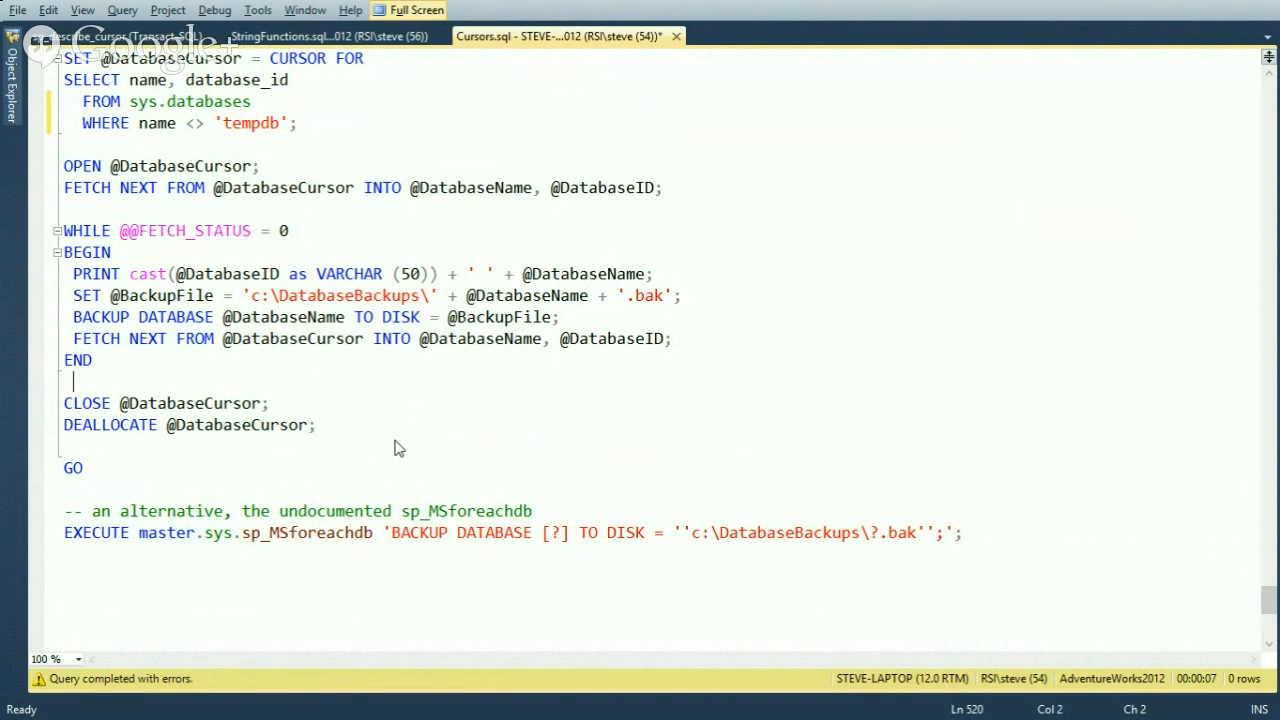 File Edit View Query Project Debug Tools Window Help Full Screen
sp_describe_cursor (Transact-SQL) StringFunctions.sql...012 (RSI\steve (56)) Cursors.sql - STEVE-...012 (RSI\steve (54))* ✕
Google+
Object Explorer
SET @DatabaseCursor = CURSOR FOR
SELECT name, database_id
FROM sys.databases
WHERE name <> 'tempdb';
OPEN @DatabaseCursor;
FETCH NEXT FROM @DatabaseCursor INTO @DatabaseName, @DatabaseID;
WHILE @@FETCH_STATUS = 0
BEGIN
PRINT cast(@DatabaseID as VARCHAR (50)) + ' ' + @DatabaseName;
SET @BackupFile = 'c:\DatabaseBackups\' + @DatabaseName + '.bak';
BACKUP DATABASE @DatabaseName TO DISK = @BackupFile;
FETCH NEXT FROM @DatabaseCursor INTO @DatabaseName, @DatabaseID;
END
CLOSE @DatabaseCursor;
DEALLOCATE @DatabaseCursor;
GO
-- an alternative, the undocumented sp_MSforeachdb
EXECUTE master.sys.sp_MSforeachdb 'BACKUP DATABASE [?] TO DISK = ''c:\DatabaseBackups\?.bak'';';
100 %
Query completed with errors. STEVE-LAPTOP (12.0 RTM) RSI\steve (54) AdventureWorks2012 00:00:07 0 rows
Ready Ln 520 Col 2 Ch 2 INS